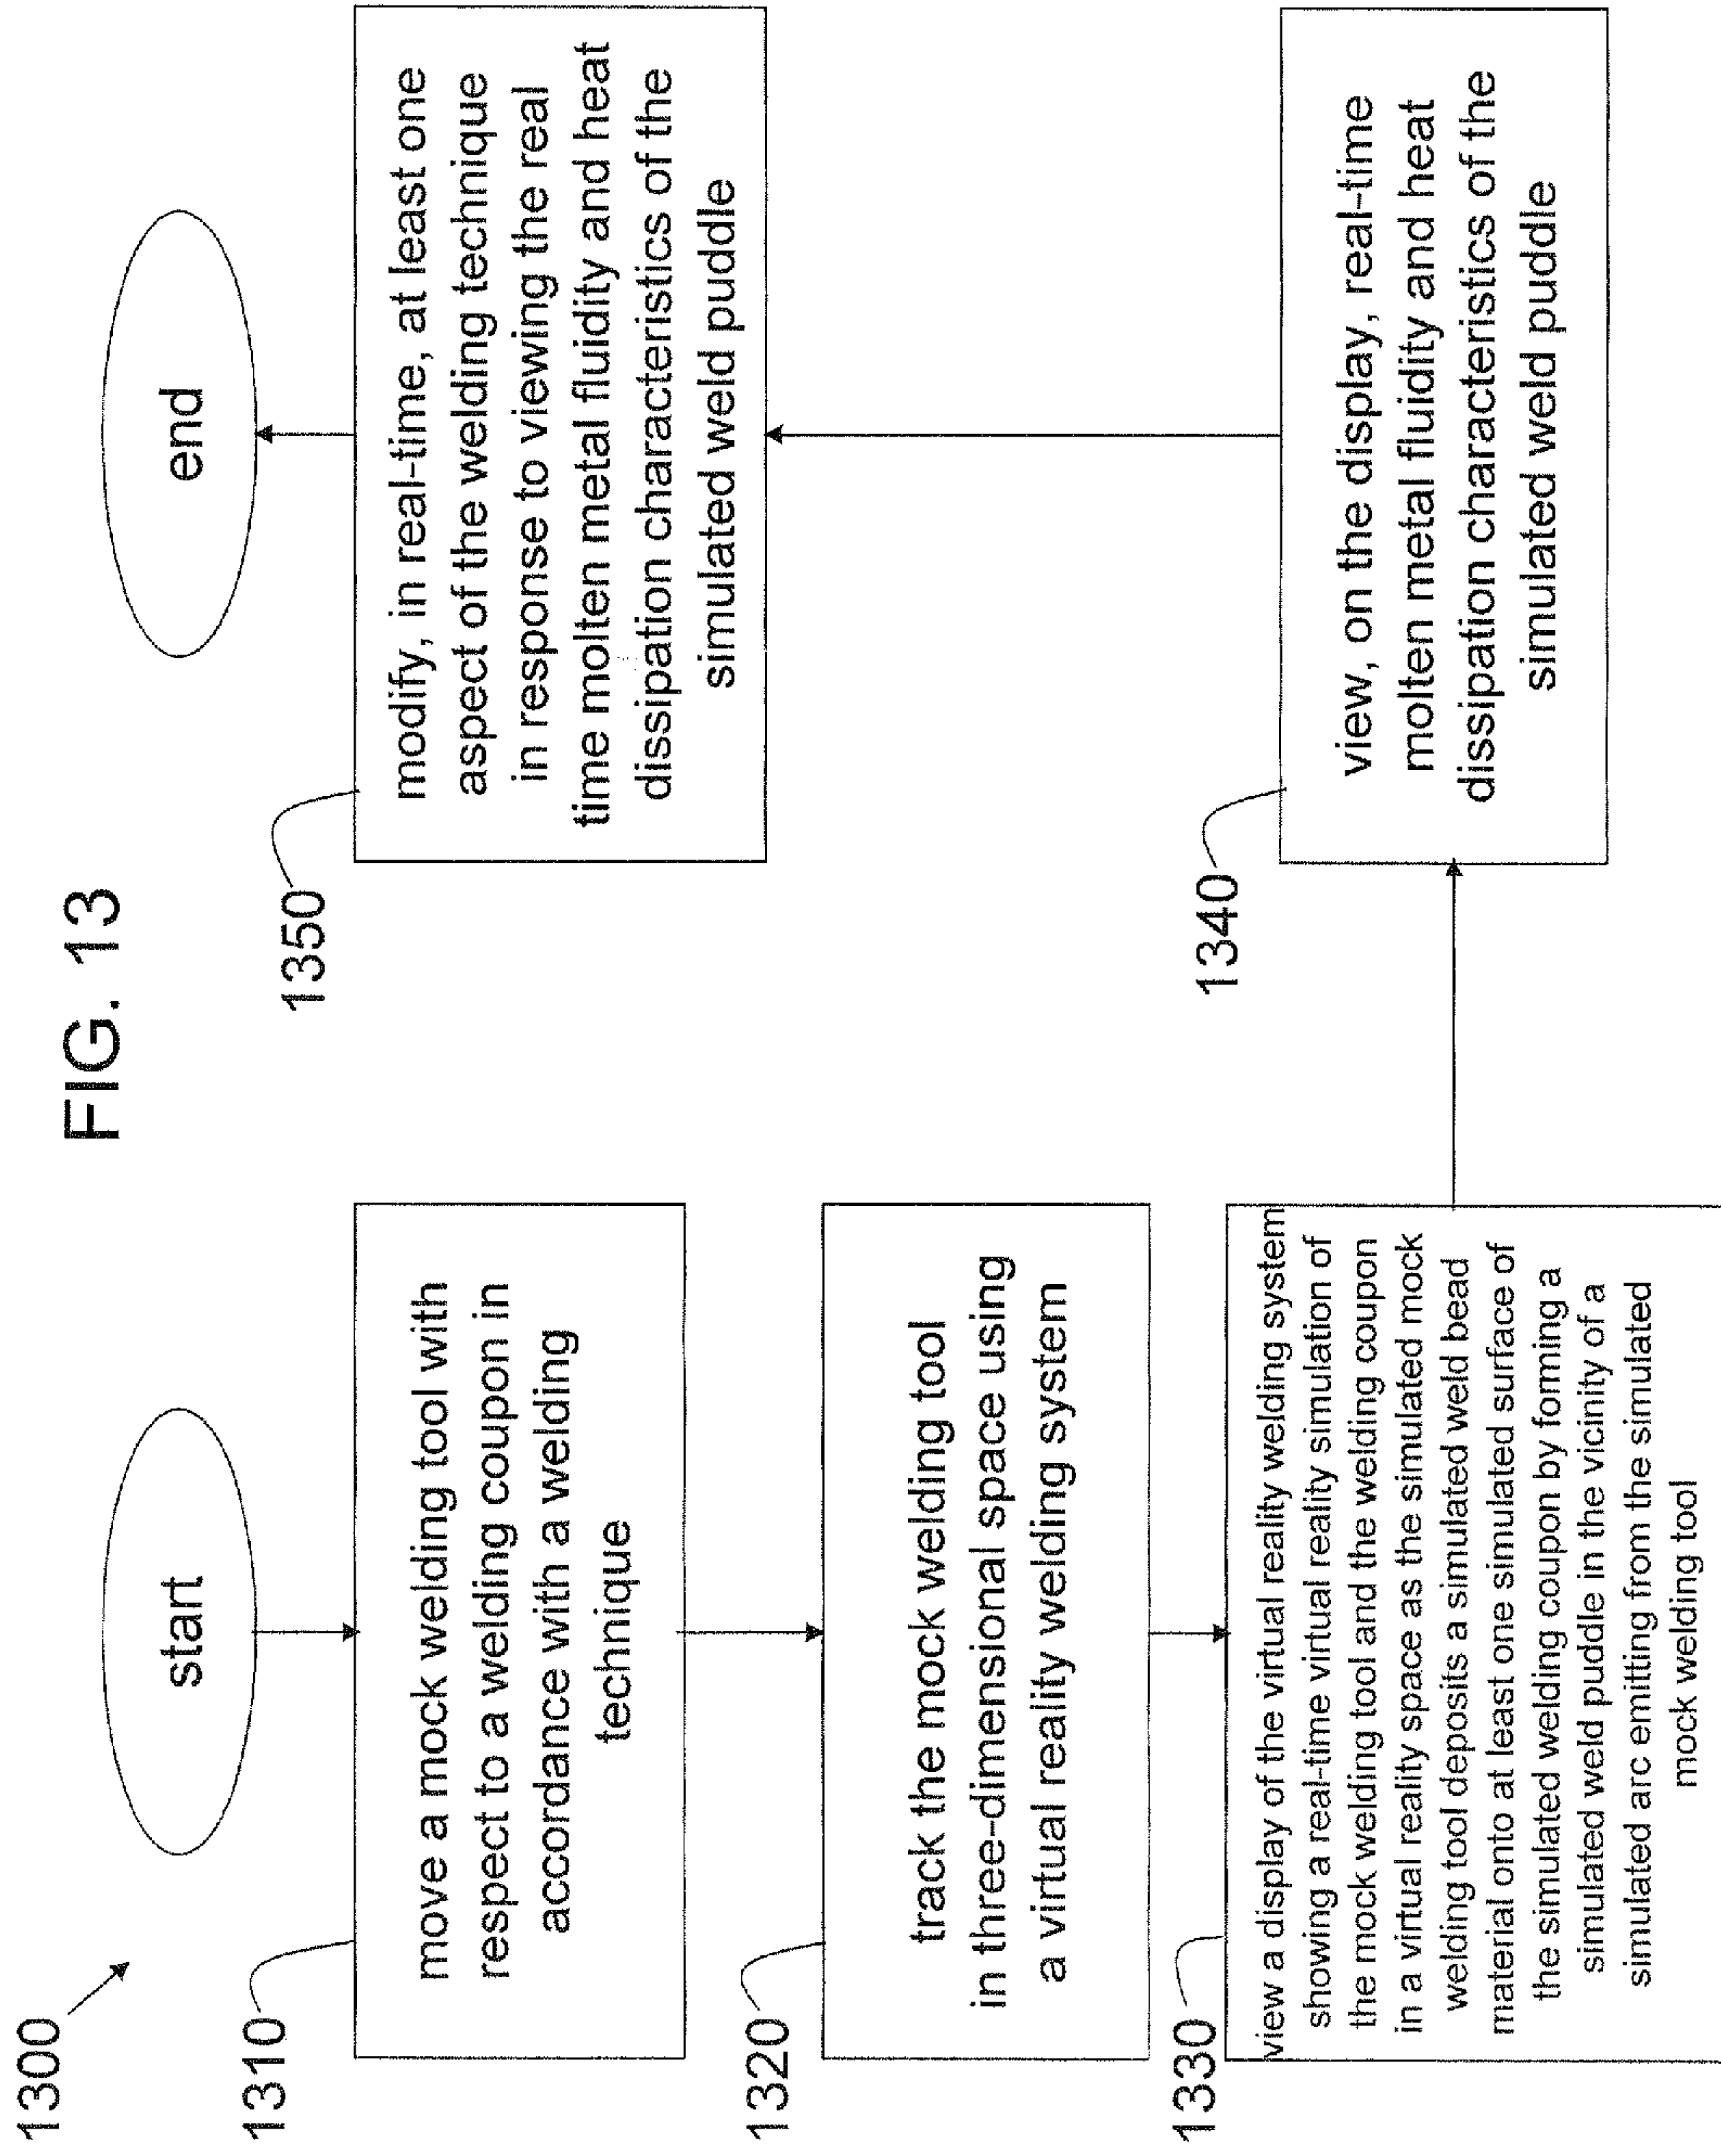 FIG. 13
1300
start
1310
move a mock welding tool with
respect to a welding coupon in
accordance with a welding
technique
1320
track the mock welding tool
in three-dimensional space using
a virtual reality welding system
1330
view a display of the virtual reality welding system
showing a real-time virtual reality simulation of
the mock welding tool and the welding coupon
in a virtual reality space as the simulated mock
welding tool deposits a simulated weld bead
material onto at least one simulated surface of
the simulated welding coupon by forming a
simulated weld puddle in the vicinity of a
simulated arc emitting from the simulated
mock welding tool
1340
view, on the display, real-time
molten metal fluidity and heat
dissipation characteristics of the
simulated weld puddle
1350
modify, in real-time, at least one
aspect of the welding technique
in response to viewing the real
time molten metal fluidity and heat
dissipation characteristics of the
simulated weld puddle
end